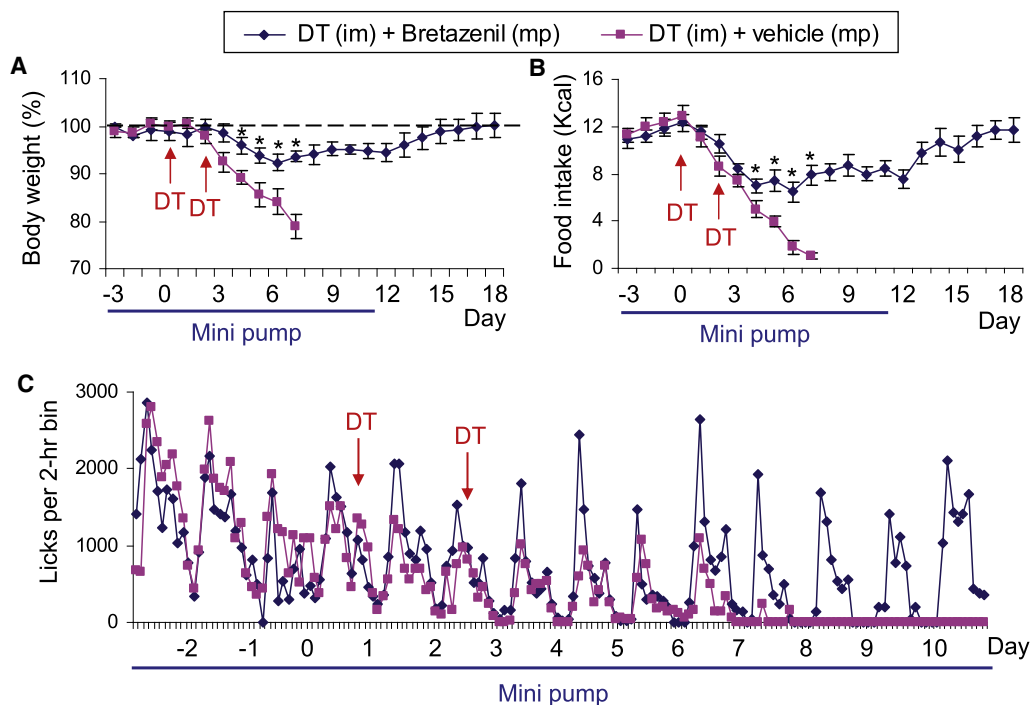 DT (im) + Bretazenil (mp) DT (im) + vehicle (mp)
A
110
100
90
80
70
Body weight (%)
* * * *
DT DT
-3 0 3 6 9 12 15 18
Day
Mini pump
B
16
12
8
4
0
Food intake (Kcal)
* * * *
DT
DT
-3 0 3 6 9 12 15 18
Day
Mini pump
C
3000
2000
1000
0
Licks per 2-hr bin
DT DT
-2 -1 0 1 2 3 4 5 6 7 8 9 10 Day
Mini pump